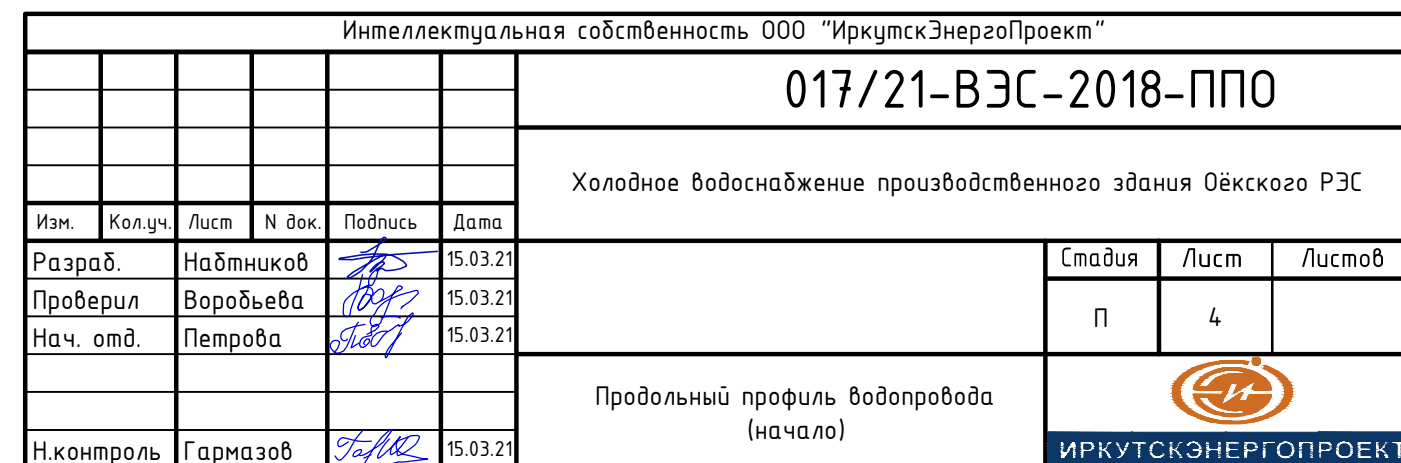 Интеллектуальная собственность ООО "ИркутскЭнергоПроект"
017/21-ВЭС-2018-ППО
Холодное водоснабжение производственного здания Оёкского РЭС
Изм. Кол.уч. Лист N док. Подпись Дата
Разраб. Набтников 15.03.21
Проверил Воробьева 15.03.21
Нач. отд. Петрова 15.03.21
Стадия Лист Листов
П 4
Продольный профиль водопровода
(начало)
Н.контроль Гармазов 15.03.21
ИРКУТСКЭНЕРГОПРОЕКТ